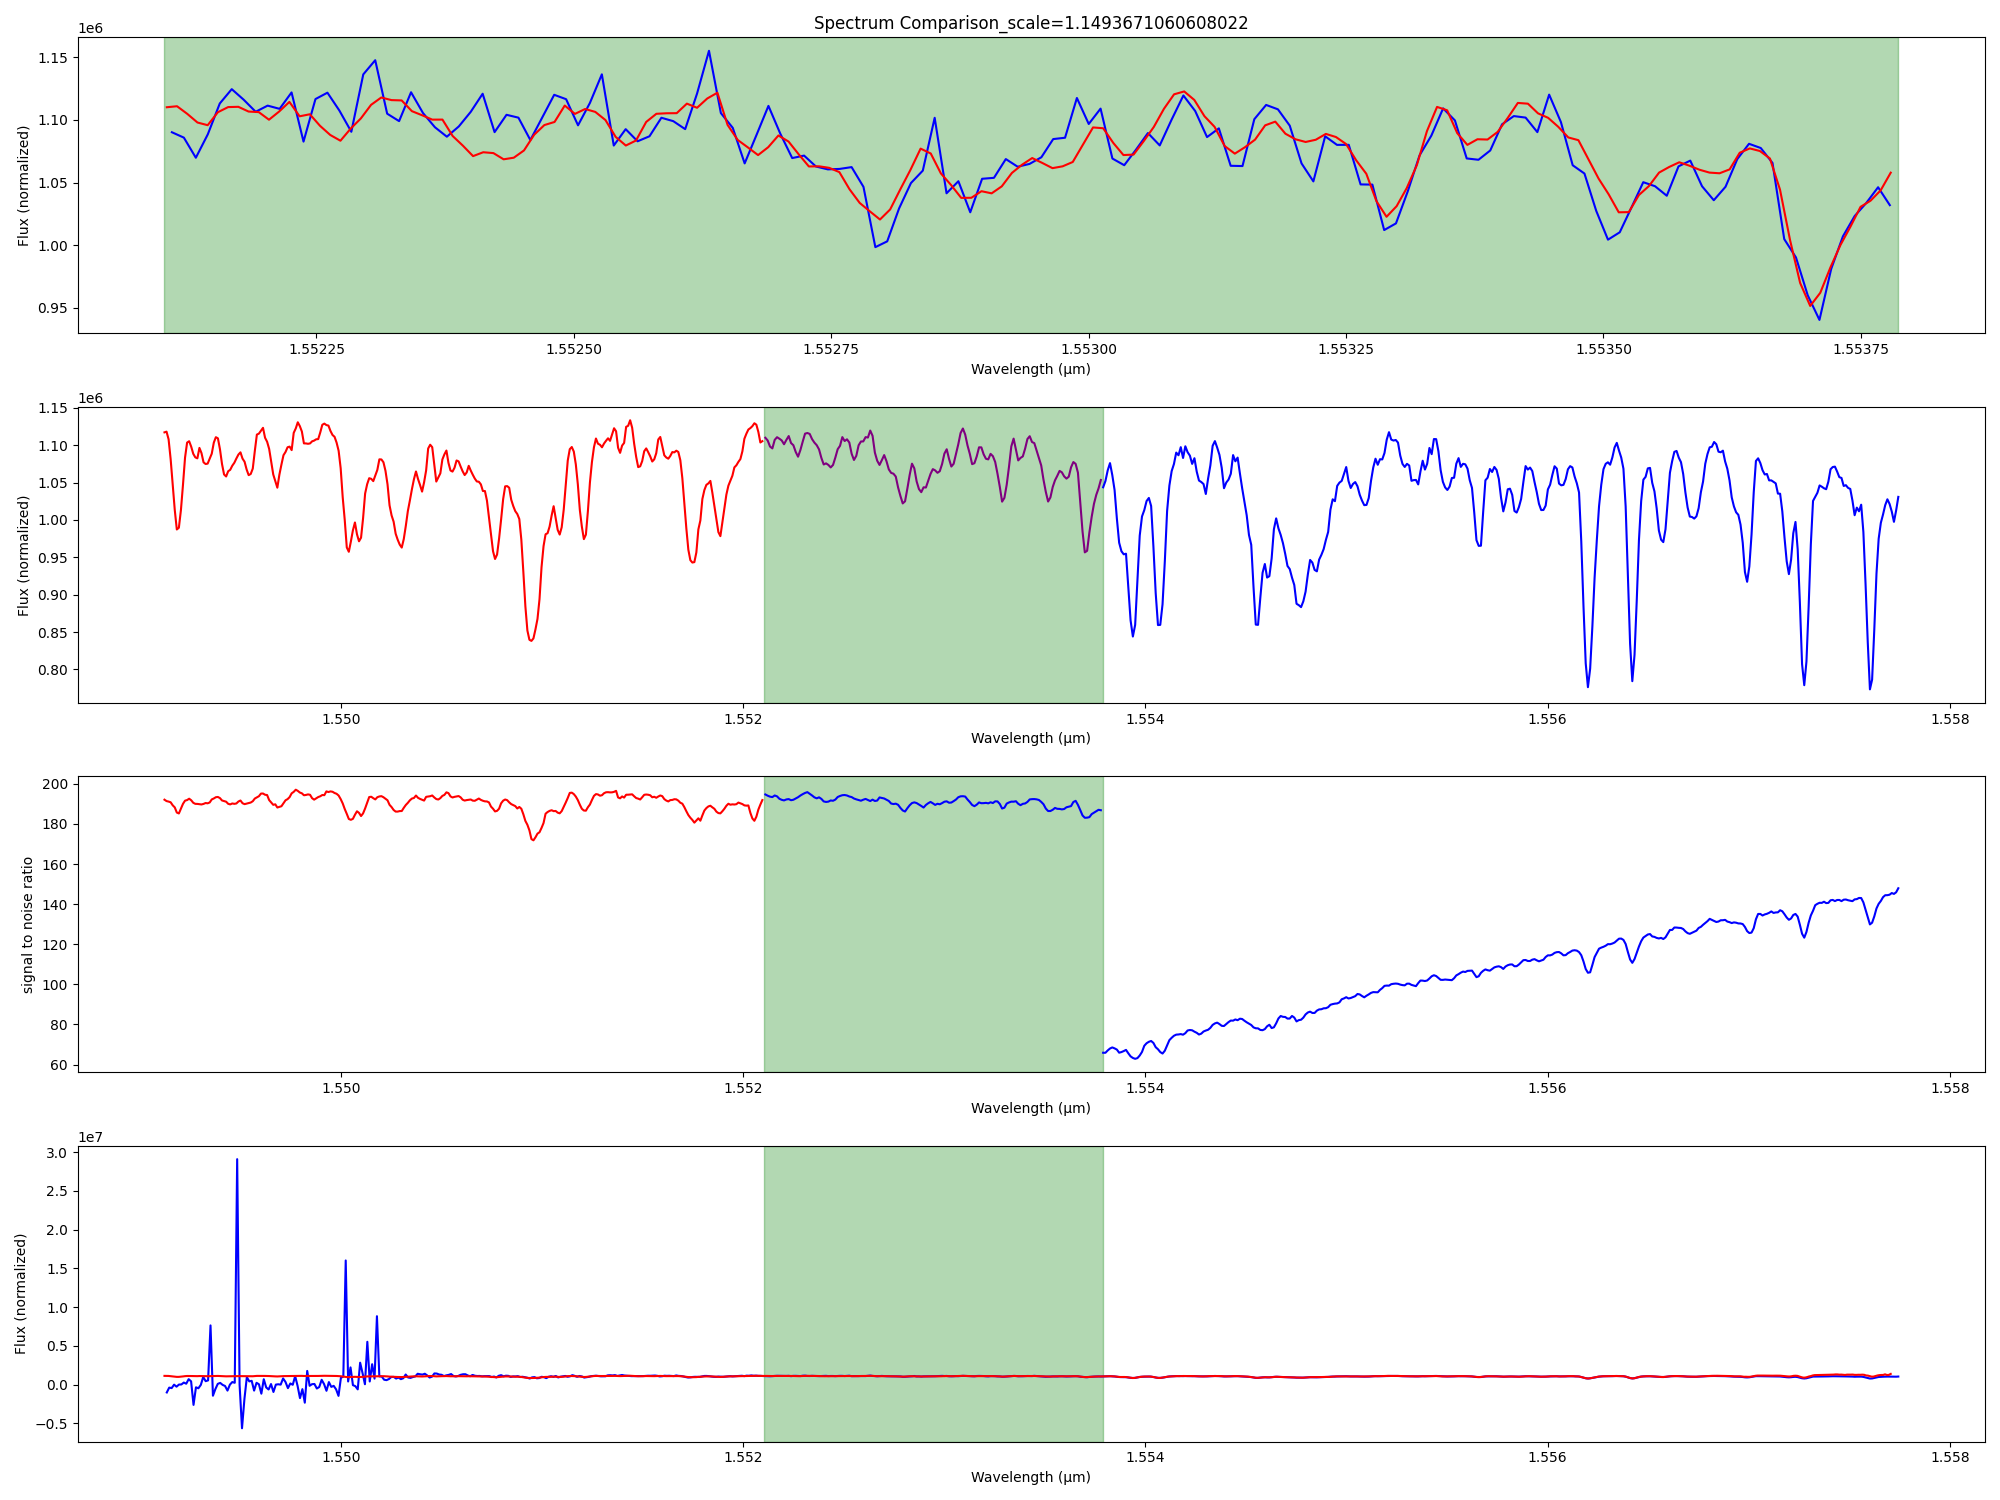 Spectrum Comparison_scale=1.1493671060608022
1e6
1.15
1.10
1.05
1.00
0.95
Flux (normalized)
1.55225 1.55250 1.55275 1.55300 1.55325 1.55350 1.55375
Wavelength (μm)
1e6
1.15
1.10
1.05
1.00
0.95
0.90
0.85
0.80
Flux (normalized)
1.550 1.552 1.554 1.556 1.558
Wavelength (μm)
200
180
160
140
120
100
80
60
signal to noise ratio
1.550 1.552 1.554 1.556 1.558
Wavelength (μm)
1e7
3.0
2.5
2.0
1.5
1.0
0.5
0.0
−0.5
Flux (normalized)
1.550 1.552 1.554 1.556 1.558
Wavelength (μm)